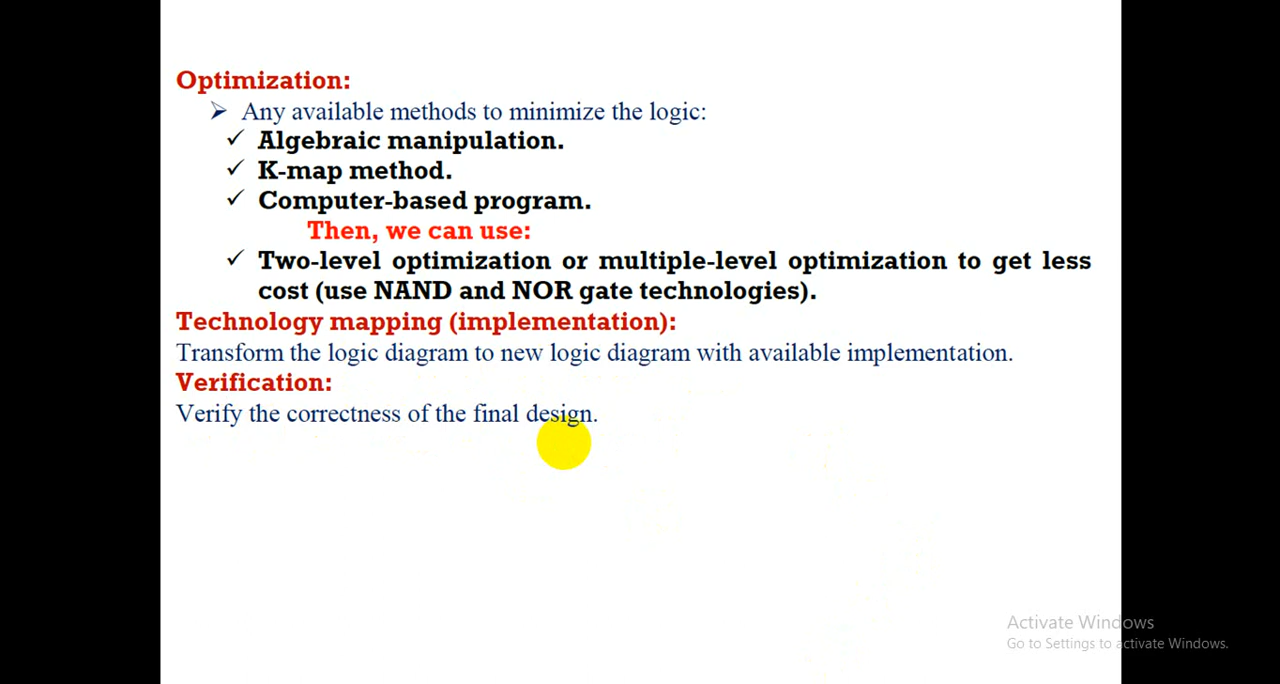 Optimization:
➢ Any available methods to minimize the logic:
✓ Algebraic manipulation.
✓ K-map method.
✓ Computer-based program.
Then, we can use:
✓ Two-level optimization or multiple-level optimization to get less
cost (use NAND and NOR gate technologies).
Technology mapping (implementation):
Transform the logic diagram to new logic diagram with available implementation.
Verification:
Verify the correctness of the final design.
Activate Windows
Go to Settings to activate Windows.